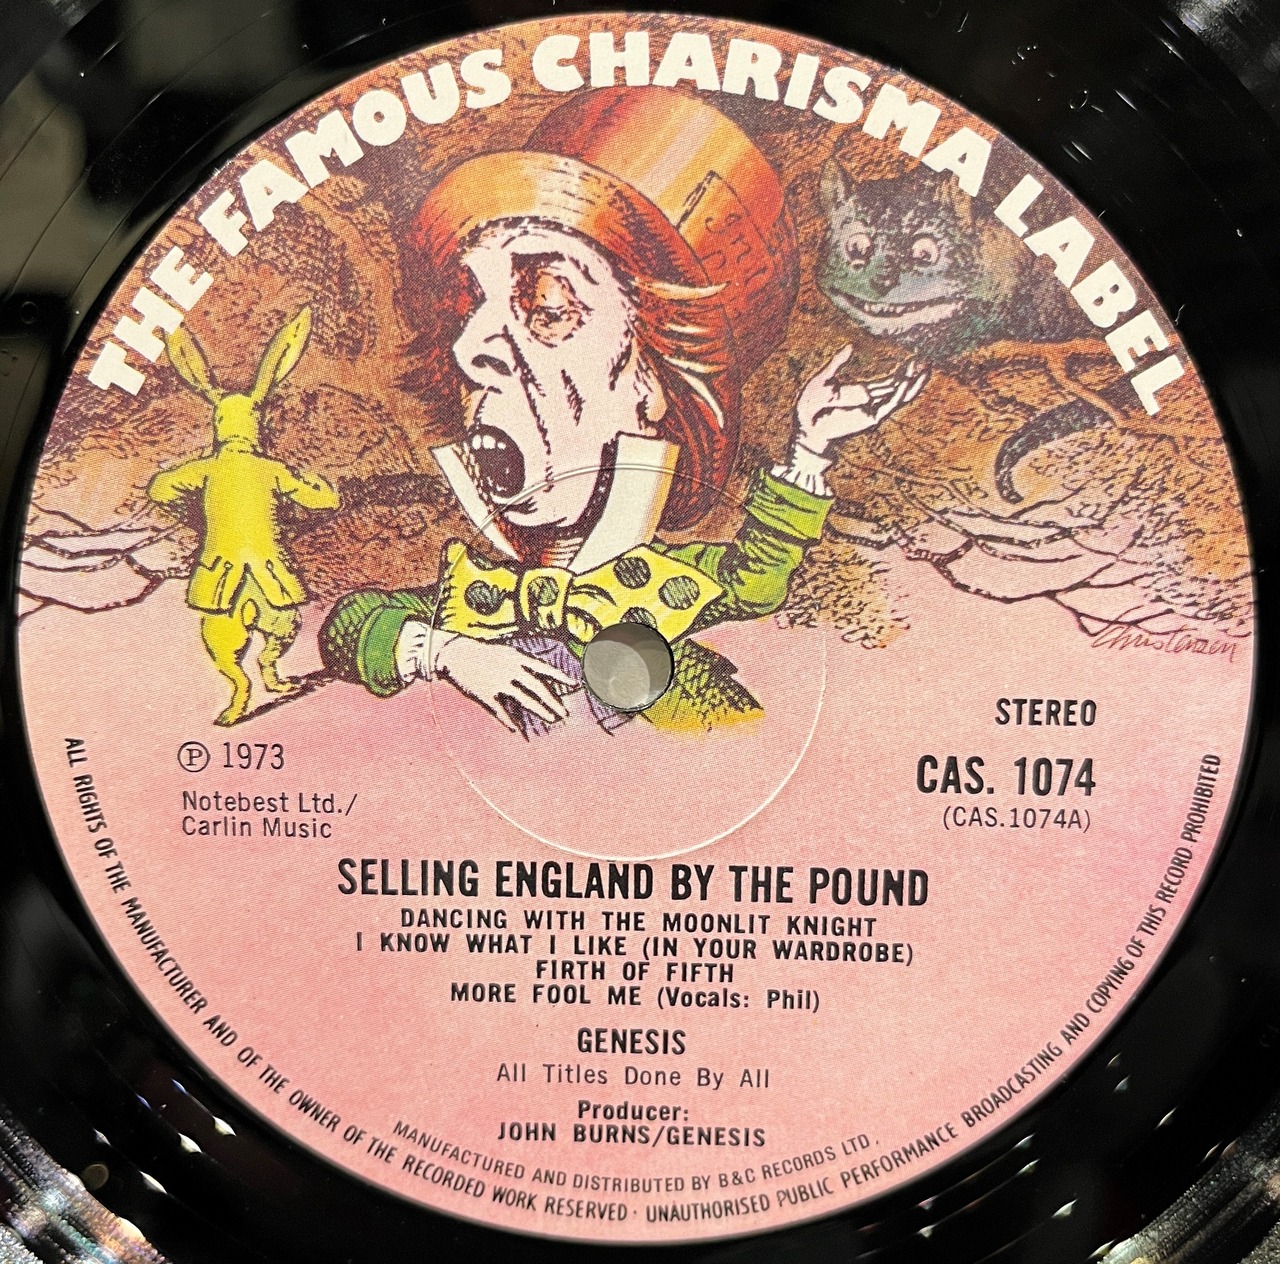 THE FAMOUS CHARISMA LABEL
Christensen
STEREO
℗ 1973
CAS. 1074
(CAS.1074A)
Notebest Ltd./
Carlin Music
SELLING ENGLAND BY THE POUND
DANCING WITH THE MOONLIT KNIGHT
I KNOW WHAT I LIKE (IN YOUR WARDROBE)
FIRTH OF FIFTH
MORE FOOL ME (Vocals: Phil)
GENESIS
All Titles Done By All
Producer:
JOHN BURNS/GENESIS
MANUFACTURED AND DISTRIBUTED BY B&C RECORDS LTD.
ALL RIGHTS OF THE MANUFACTURER AND OF THE OWNER OF THE RECORDED WORK RESERVED · UNAUTHORISED PUBLIC PERFORMANCE BROADCASTING AND COPYING OF THIS RECORD PROHIBITED